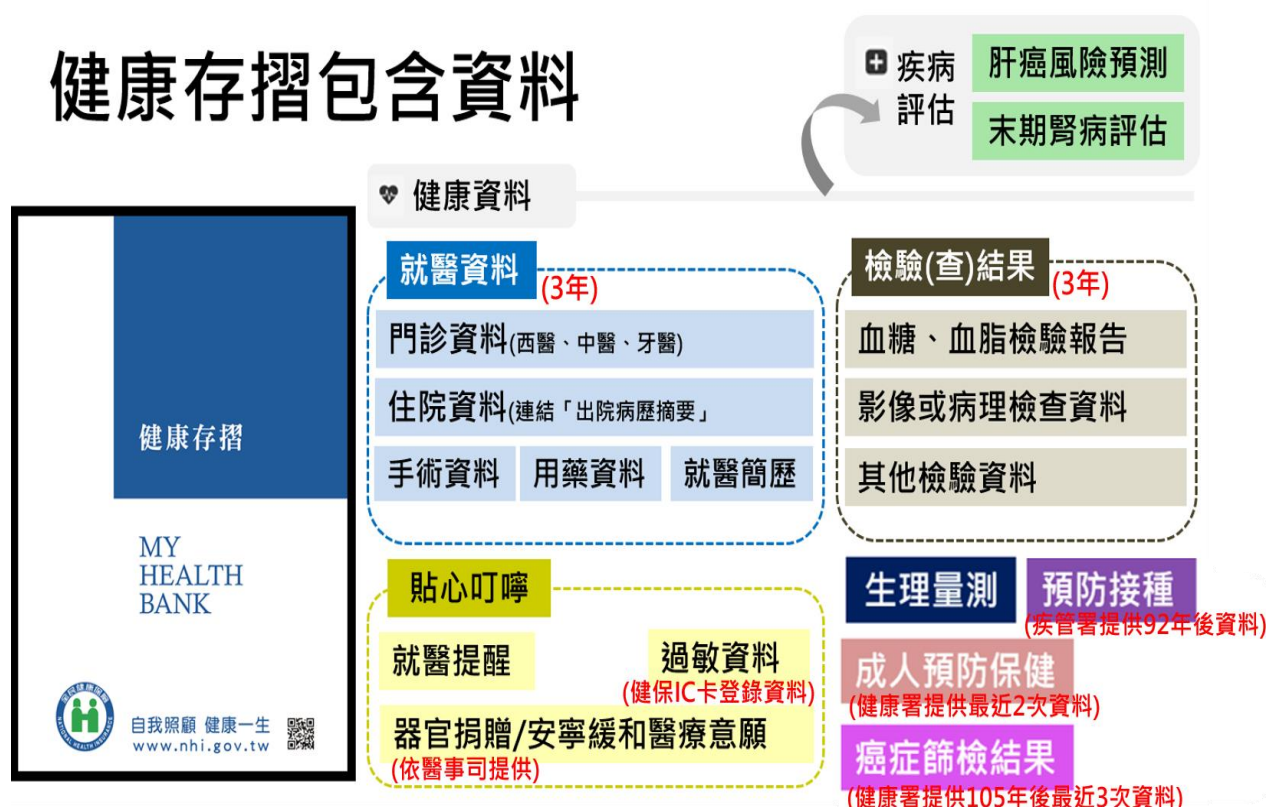 健康存摺包含資料
疾病
評估
肝癌風險預測
末期腎病評估
健康資料
就醫資料
(3年)
門診資料(西醫、中醫、牙醫)
住院資料(連結「出院病歷摘要」
手術資料
用藥資料
就醫簡歷
檢驗(查)結果
(3年)
血糖、血脂檢驗報告
影像或病理檢查資料
其他檢驗資料
健康存摺
MY
HEALTH
BANK
全民健康保險
NATIONAL HEALTH INSURANCE
自我照顧 健康一生
www.nhi.gov.tw
貼心叮嚀
就醫提醒
過敏資料
(健保IC卡登錄資料)
器官捐贈/安寧緩和醫療意願
(依醫事司提供)
生理量測
預防接種
(疾管署提供92年後資料)
成人預防保健
(健康署提供最近2次資料)
癌症篩檢結果
(健康署提供105年後最近3次資料)